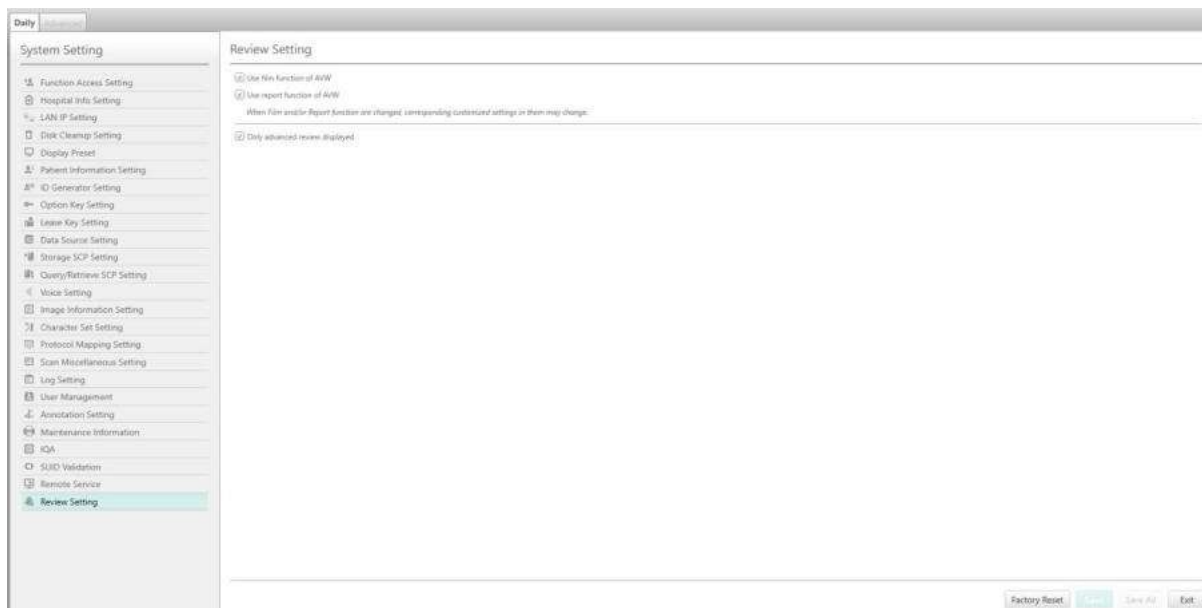 Daily Advanced
System Setting
Function Access Setting
Hospital Info Setting
LAN IP Setting
Disk Cleanup Setting
Display Preset
Patient Information Setting
ID Generator Setting
Option Key Setting
Lease Key Setting
Data Source Setting
Storage SCP Setting
Query/Retrieve SCP Setting
Voice Setting
Image Information Setting
Character Set Setting
Protocol Mapping Setting
Scan Miscellaneous Setting
Log Setting
User Management
Annotation Setting
Maintenance Information
IQA
SUID Validation
Remote Service
Review Setting
Review Setting
Use film function of AVW
Use report function of AVW
When Film and/or Report function are changed, corresponding customized settings in them may change.
Only advanced review displayed
Factory Reset Save Save All Exit